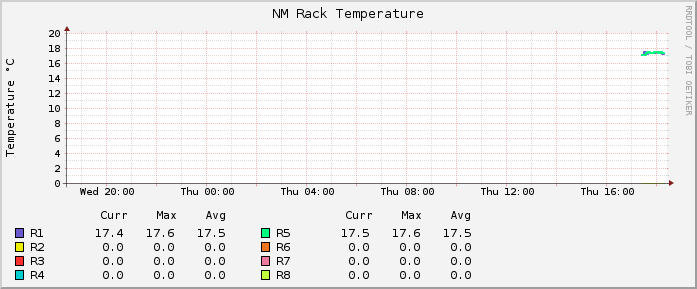 NM Rack Temperature
RRDTOOL / TOBI OETIKER
Temperature °C
20
18
16
14
12
10
8
6
4
2
0
Wed 20:00 Thu 00:00 Thu 04:00 Thu 08:00 Thu 12:00 Thu 16:00
Curr Max Avg Curr Max Avg
R1 17.4 17.6 17.5 R5 17.5 17.6 17.5
R2 0.0 0.0 0.0 R6 0.0 0.0 0.0
R3 0.0 0.0 0.0 R7 0.0 0.0 0.0
R4 0.0 0.0 0.0 R8 0.0 0.0 0.0